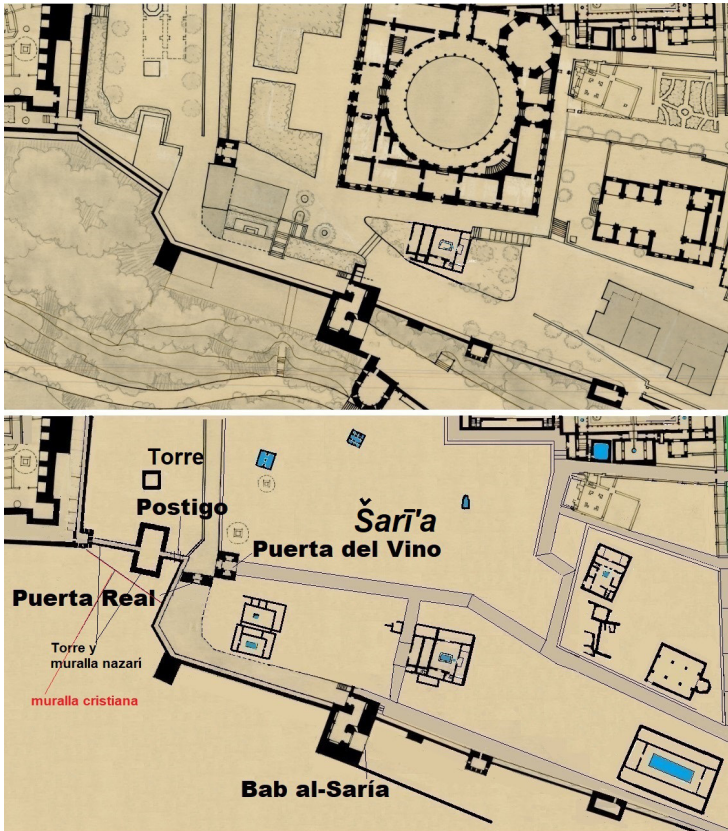 Torre
Postigo
Šarī'a
Puerta del Vino
Puerta Real
Torre y
muralla nazarí
muralla cristiana
Bab al-Saría